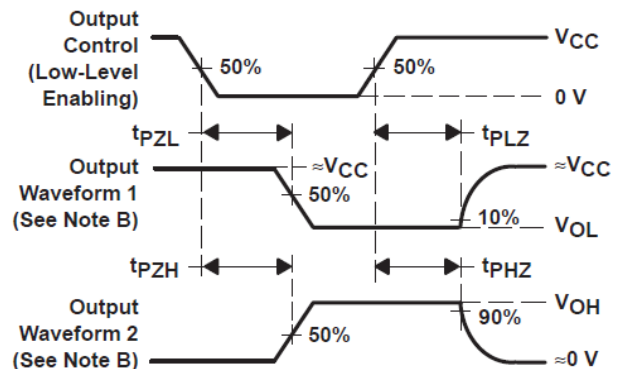 Output
Control
(Low-Level
Enabling)
50%
50%
VCC
0 V
tPZL
tPLZ
Output
Waveform 1
(See Note B)
≈VCC
50%
≈VCC
10%
VOL
tPZH
tPHZ
Output
Waveform 2
(See Note B)
50%
VOH
90%
≈0 V